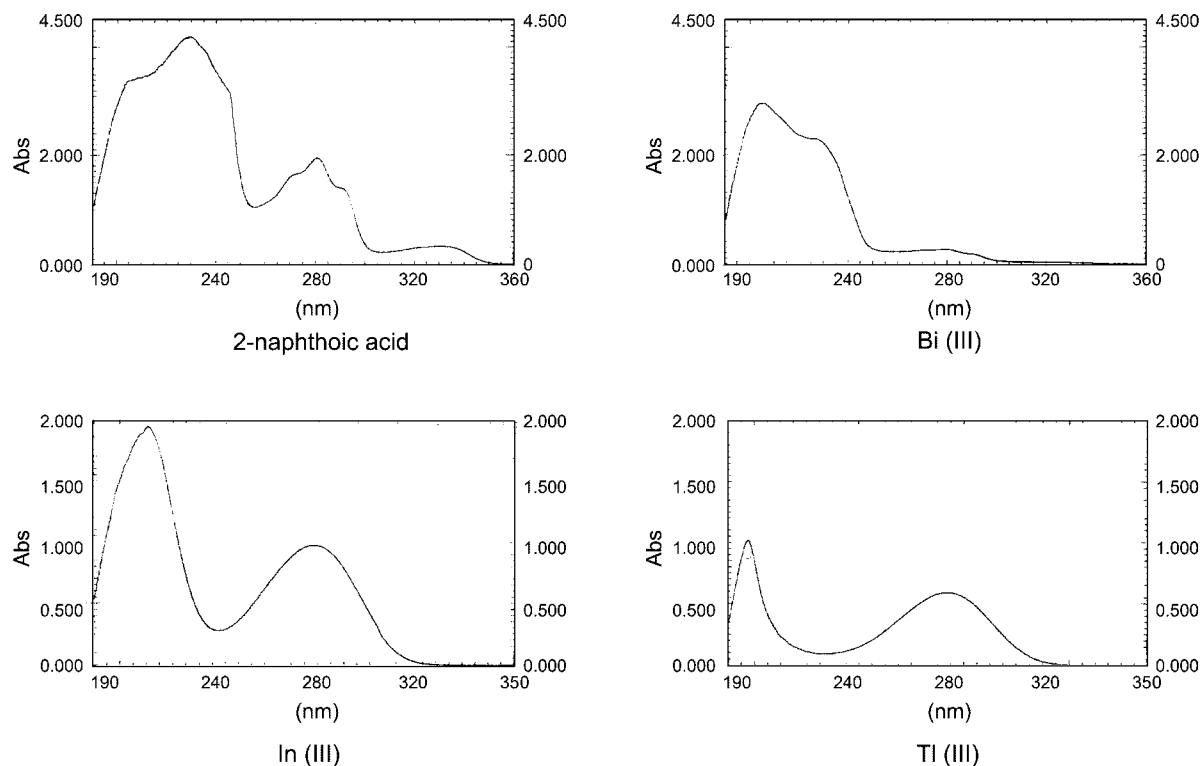 4.500 4.500
Abs
2.000 2.000
0.000 0
190 240 280 320 360
(nm)
2-naphthoic acid
4.500 4.500
Abs
2.000 2.000
0.000 0
190 240 280 320 360
(nm)
Bi (III)
2.000 2.000
1.500 1.500
Abs
1.000 1.000
0.500 0.500
0.000 0.000
190 240 280 320 350
(nm)
In (III)
2.000 2.000
1.500 1.500
Abs
1.000 1.000
0.500 0.500
0.000 0.000
190 240 280 320 350
(nm)
Tl (III)